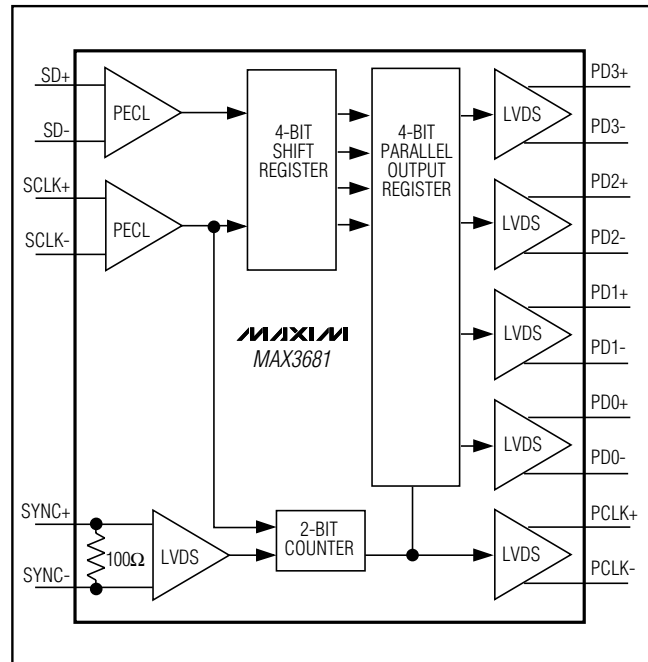 SD+
SD-
SCLK+
SCLK-
PECL
PECL
4-BIT
SHIFT
REGISTER
4-BIT
PARALLEL
OUTPUT
REGISTER
LVDS
PD3+
PD3-
LVDS
PD2+
PD2-
LVDS
PD1+
PD1-
LVDS
PD0+
PD0-
MAXIM
MAX3681
SYNC+
SYNC-
100Ω
LVDS
2-BIT
COUNTER
LVDS
PCLK+
PCLK-